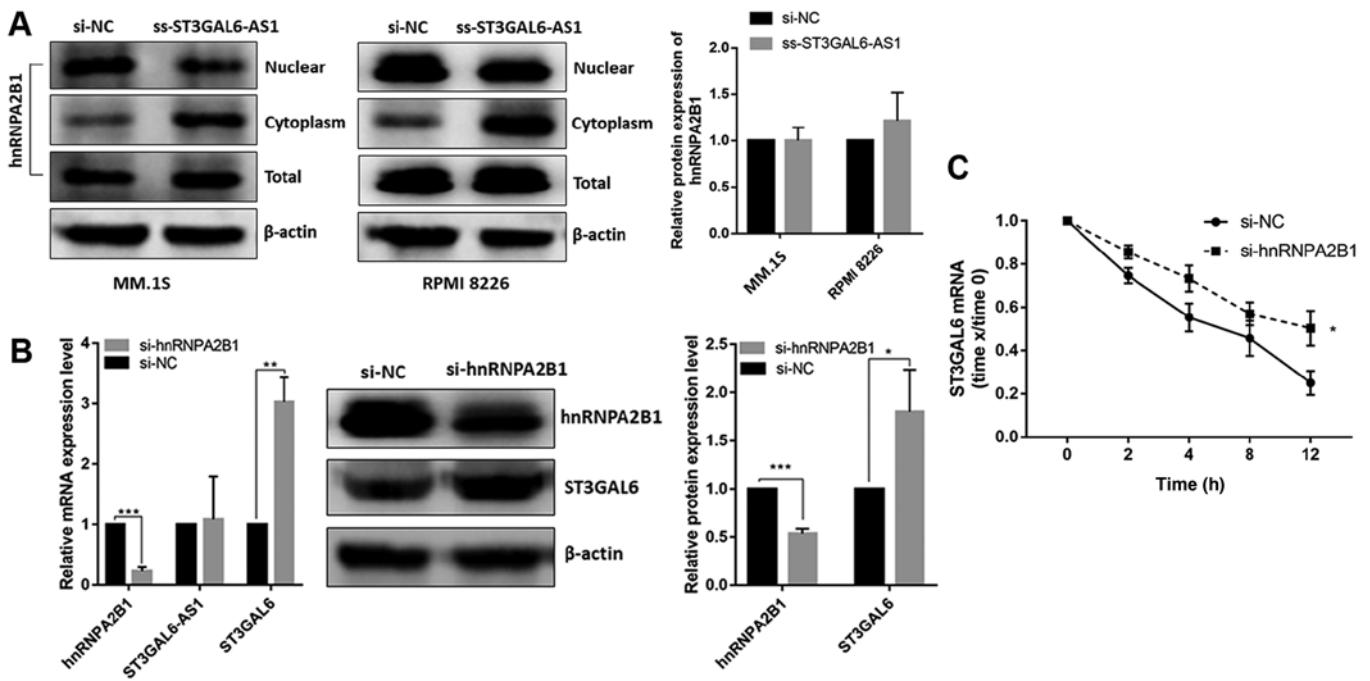 A
si-NC ss-ST3GAL6-AS1
hnRNPA2B1
Nuclear
Cytoplasm
Total
β-actin
MM.1S
si-NC ss-ST3GAL6-AS1
Nuclear
Cytoplasm
Total
β-actin
RPMI 8226
si-NC
ss-ST3GAL6-AS1
Relative protein expression of
hnRNPA2B1
2.0
1.5
1.0
0.5
0.0
MM.1S
RPMI 8226
B
si-hnRNPA2B1
si-NC
Relative mRNA expression level
4
3
2
1
0
***
**
hnRNPA2B1
ST3GAL6-AS1
ST3GAL6
si-NC si-hnRNPA2B1
hnRNPA2B1
ST3GAL6
β-actin
si-hnRNPA2B1
si-NC
Relative protein expression level
2.5
2.0
1.5
1.0
0.5
0.0
***
*
hnRNPA2B1
ST3GAL6
C
si-NC
si-hnRNPA2B1
ST3GAL6 mRNA
(time x/time 0)
1.0
0.8
0.6
0.4
0.2
0.0
*
0 2 4 8 12
Time (h)